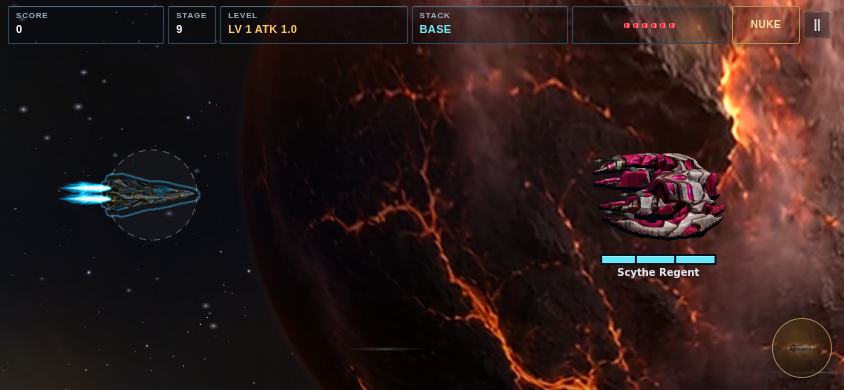 SCORE
0
STAGE
9
LEVEL
LV 1 ATK 1.0
STACK
BASE
NUKE
Scythe Regent